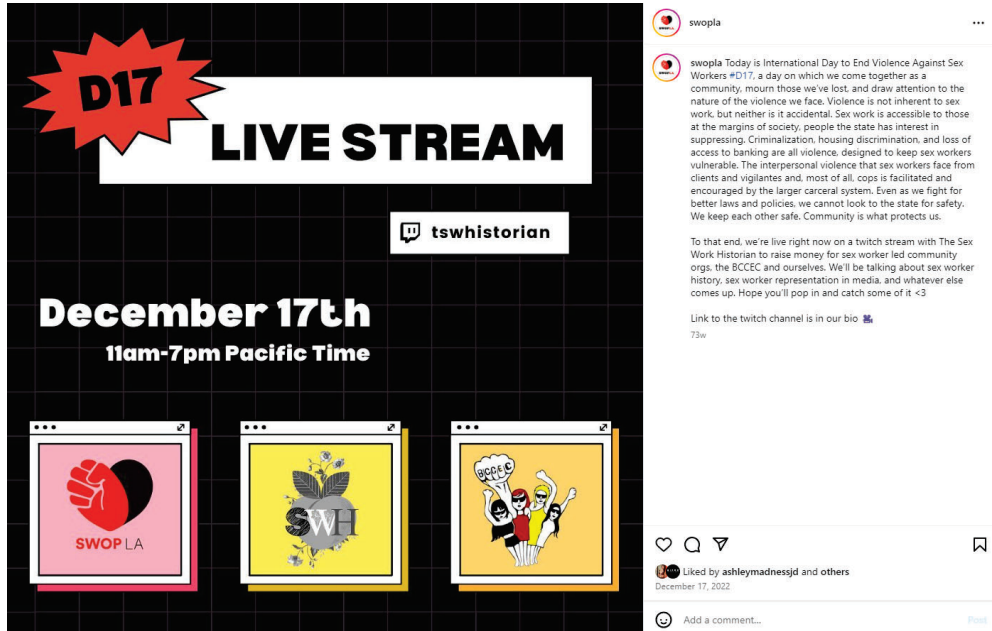 D17
LIVE STREAM
tswhistorian
December 17th
11am-7pm Pacific Time
SWOP LA
SWH
BCCEC
swopla
swopla Today is International Day to End Violence Against Sex
Workers #D17, a day on which we come together as a
community, mourn those we've lost, and draw attention to the
nature of the violence we face. Violence is not inherent to sex
work, but neither is it accidental. Sex work is accessible to those
at the margins of society, people the state has interest in
suppressing. Criminalization, housing discrimination, and loss of
access to banking are all violence, designed to keep sex workers
vulnerable. The interpersonal violence that sex workers face from
clients and vigilantes and, most of all, cops is facilitated and
encouraged by the larger carceral system. Even as we fight for
better laws and policies, we cannot look to the state for safety.
We keep each other safe. Community is what protects us.
To that end, we're live right now on a twitch stream with The Sex
Work Historian to raise money for sex worker led community
orgs, the BCCEC and ourselves. We'll be talking about sex worker
history, sex worker representation in media, and whatever else
comes up. Hope you'll pop in and catch some of it <3
Link to the twitch channel is in our bio
73w
Liked by ashleymadnessjd and others
December 17, 2022
Add a comment...
Post